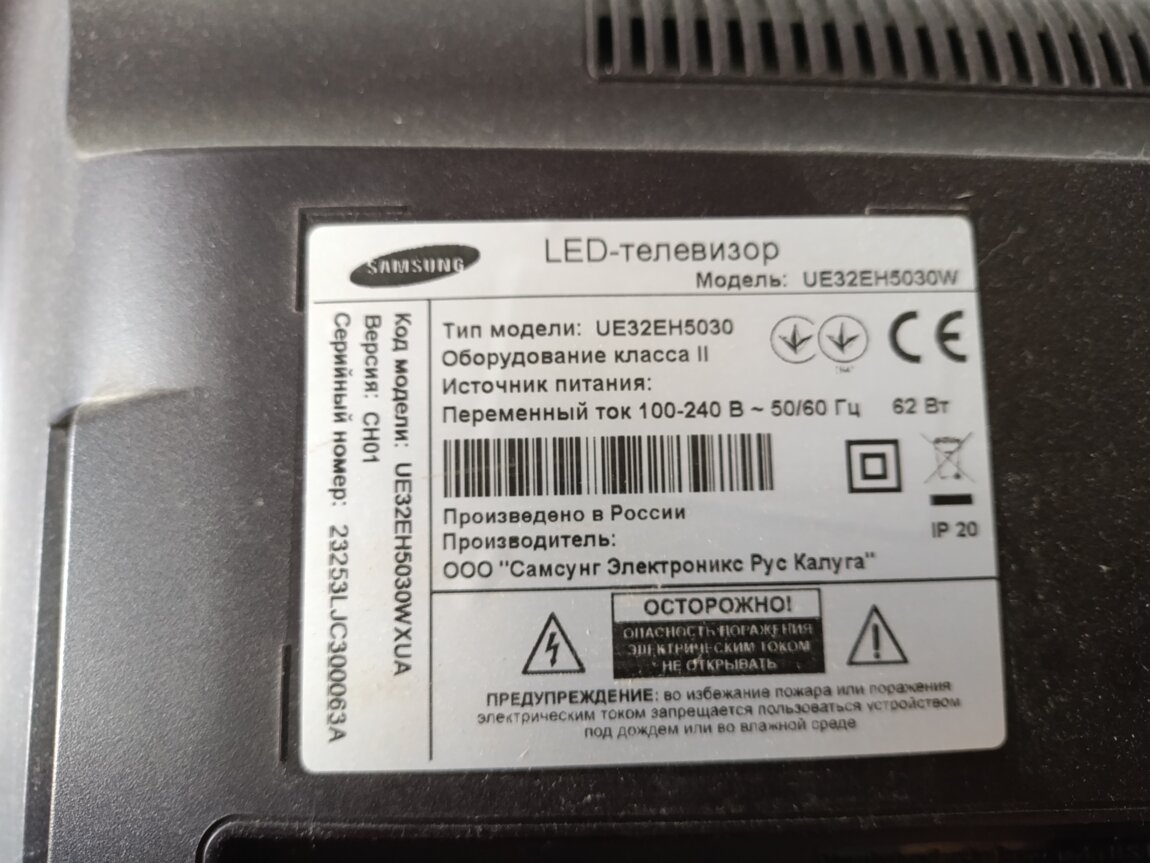 SAMSUNG
LED-телевизор
Модель: UE32EH5030W
Код модели: UE32EH5030WXUA
Версия: CH01
Серийный номер: 23253LJC300063A
Тип модели: UE32EH5030
Оборудование класса II
Источник питания:
Переменный ток 100-240 В ~ 50/60 Гц 62 Вт
CE
Произведено в России
Производитель:
ООО "Самсунг Электроникс Рус Калуга"
IP 20
ОСТОРОЖНО!
ОПАСНОСТЬ ПОРАЖЕНИЯ
ЭЛЕКТРИЧЕСКИМ ТОКОМ
НЕ ОТКРЫВАТЬ
ПРЕДУПРЕЖДЕНИЕ: во избежание пожара или поражения
электрическим током запрещается пользоваться устройством
под дождем или во влажной среде